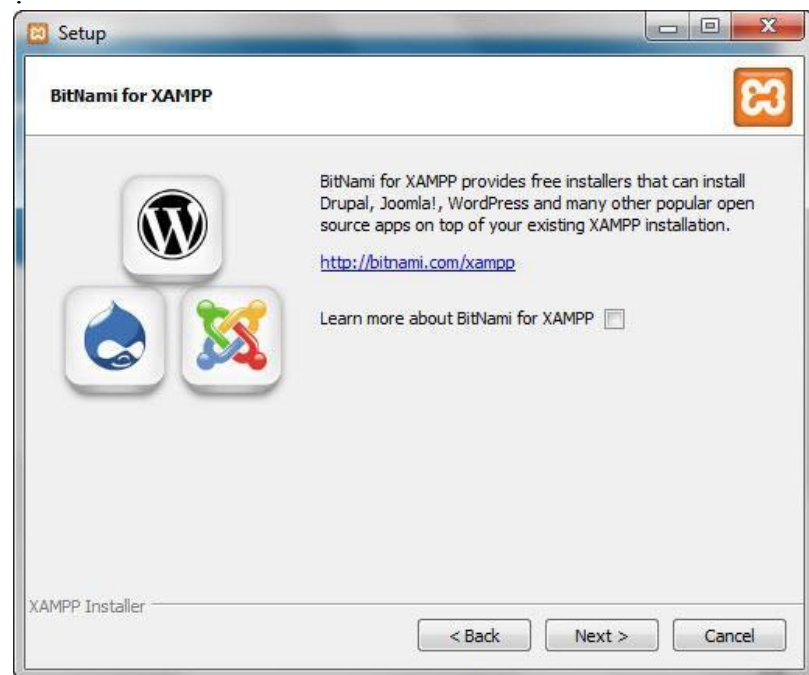 Setup
BitNami for XAMPP
BitNami for XAMPP provides free installers that can install
Drupal, Joomla!, WordPress and many other popular open
source apps on top of your existing XAMPP installation.
http://bitnami.com/xampp
Learn more about BitNami for XAMPP
XAMPP Installer
< Back
Next >
Cancel